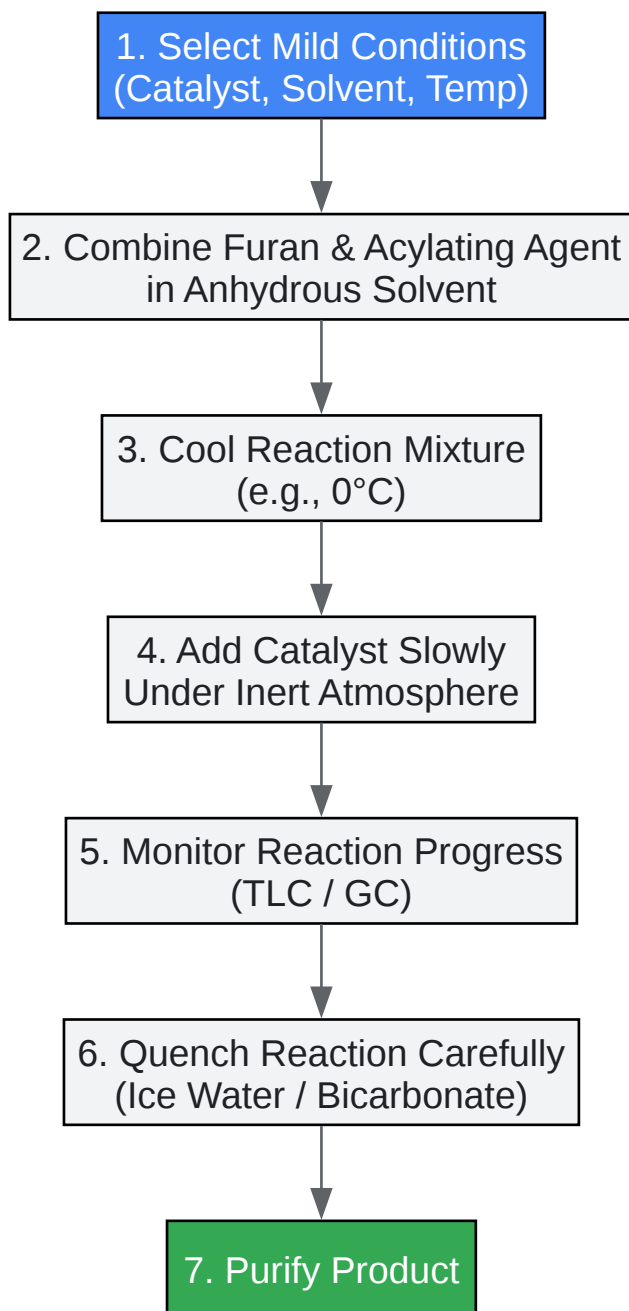 1. Select Mild Conditions
(Catalyst, Solvent, Temp)
2. Combine Furan & Acylating Agent
in Anhydrous Solvent
3. Cool Reaction Mixture
(e.g., 0°C)
4. Add Catalyst Slowly
Under Inert Atmosphere
5. Monitor Reaction Progress
(TLC / GC)
6. Quench Reaction Carefully
(Ice Water / Bicarbonate)
7. Purify Product